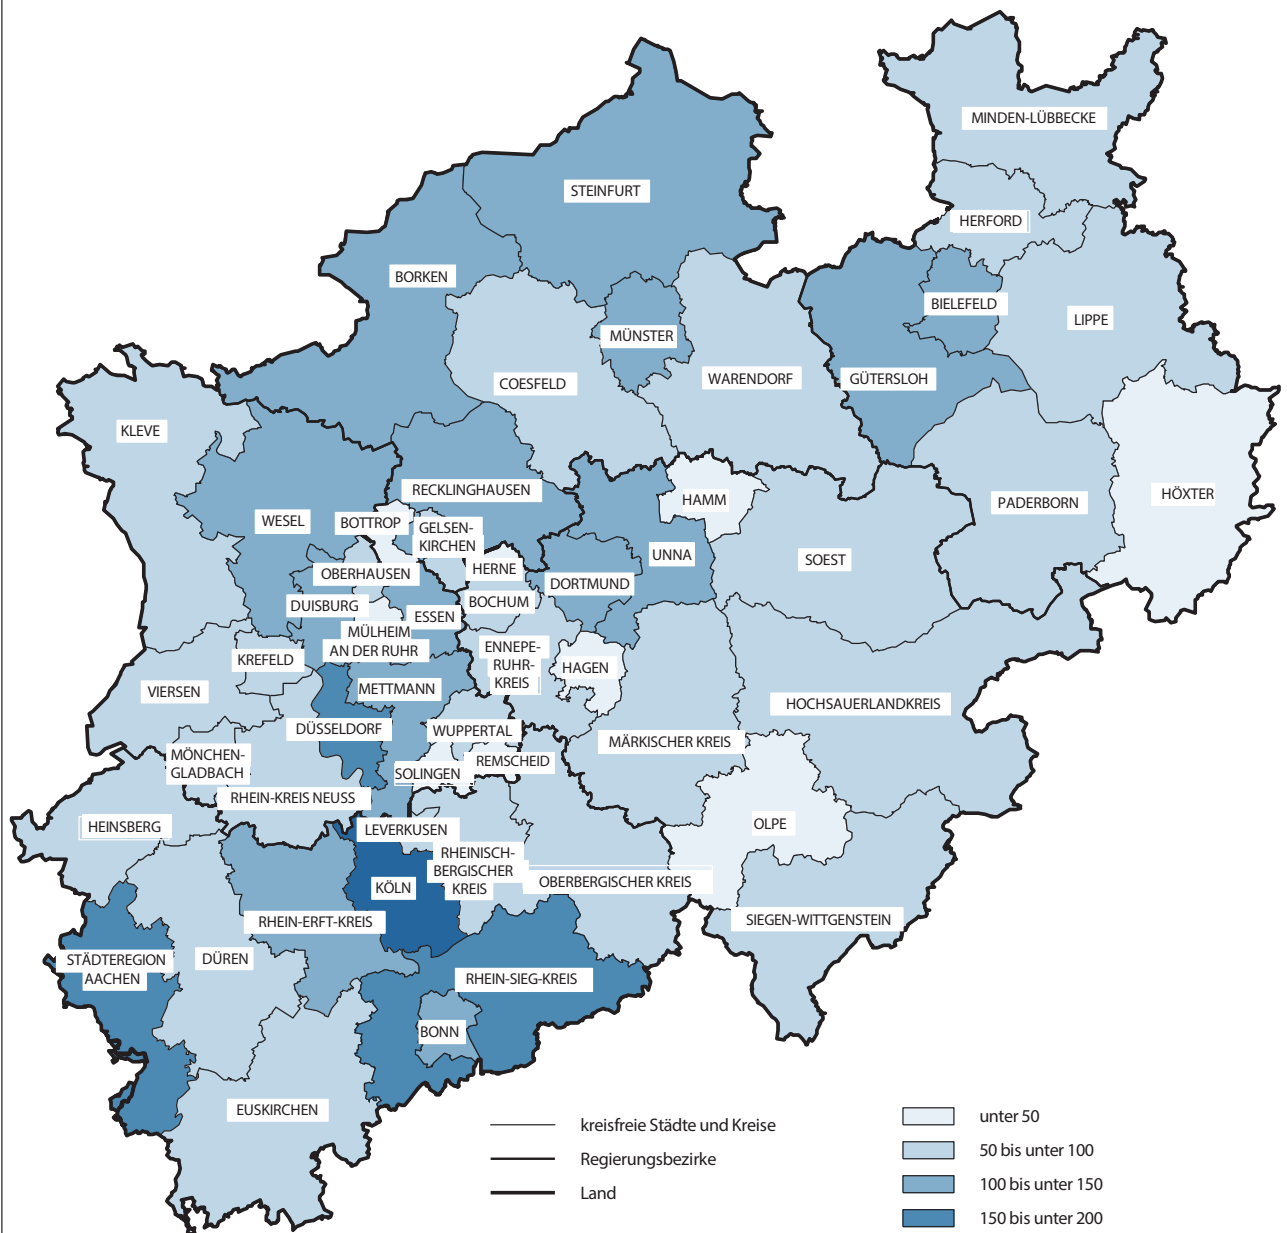 MINDEN-LÜBBECKE
STEINFURT
HERFORD
BORKEN
BIELEFELD
LIPPE
MÜNSTER
COESFELD
WARENDORF
GÜTERSLOH
KLEVE
RECKLINGHAUSEN
HAMM
HÖXTER
PADERBORN
WESEL
BOTTROP
GELSEN-
KIRCHEN
UNNA
SOEST
HERNE
OBERHAUSEN
DORTMUND
DUISBURG
BOCHUM
ESSEN
MÜLHEIM
AN DER RUHR
ENNEPE-
RUHR-
KREIS
KREFELD
HAGEN
VIERSEN
METTMANN
HOCHSAUERLANDKREIS
DÜSSELDORF
WUPPERTAL
MÄRKISCHER KREIS
MÖNCHEN-
GLADBACH
REMSCHEID
SOLINGEN
RHEIN-KREIS NEUSS
HEINSBERG
LEVERKUSEN
OLPE
RHEINISCH-
BERGISCHER
KREIS
KÖLN
OBERBERGISCHER KREIS
RHEIN-ERFT-KREIS
SIEGEN-WITTGENSTEIN
STÄDTEREGION
AACHEN
DÜREN
RHEIN-SIEG-KREIS
BONN
EUSKIRCHEN
kreisfreie Städte und Kreise
Regierungsbezirke
Land
unter 50
50 bis unter 100
100 bis unter 150
150 bis unter 200